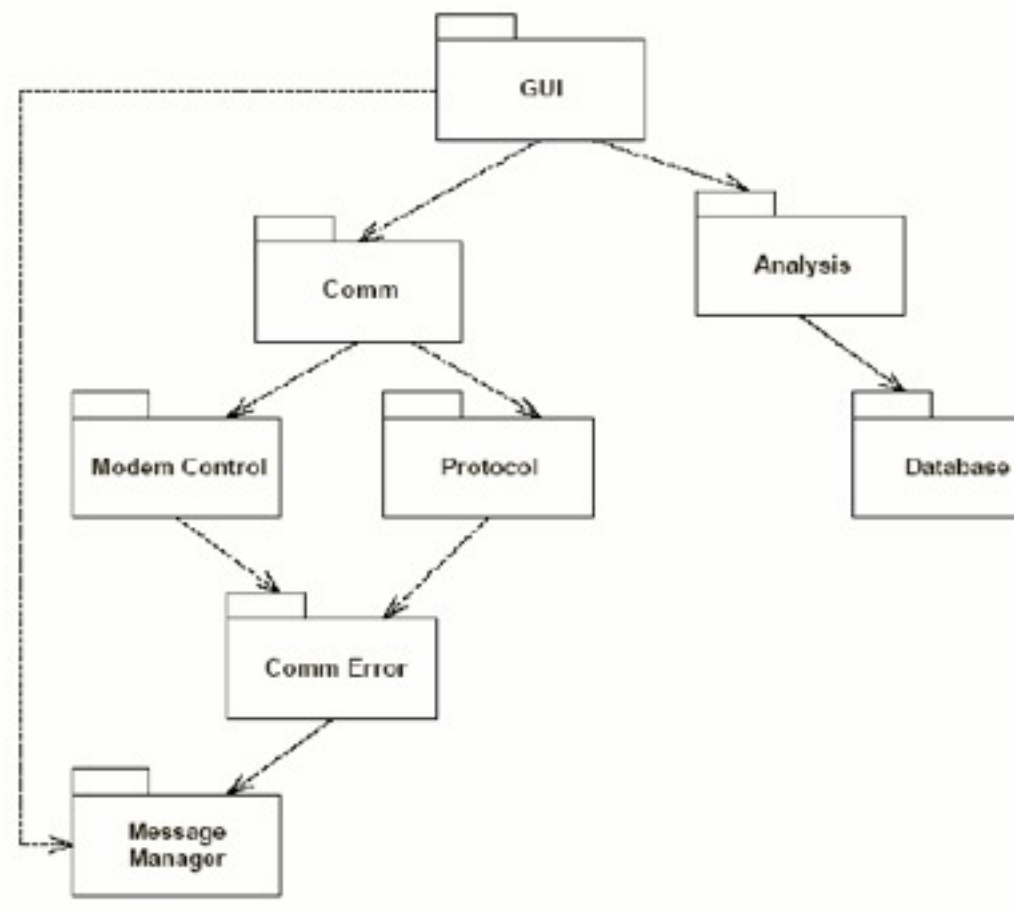 GUI
Comm
Analysis
Modem Control
Protocol
Database
Comm Error
Message
Manager